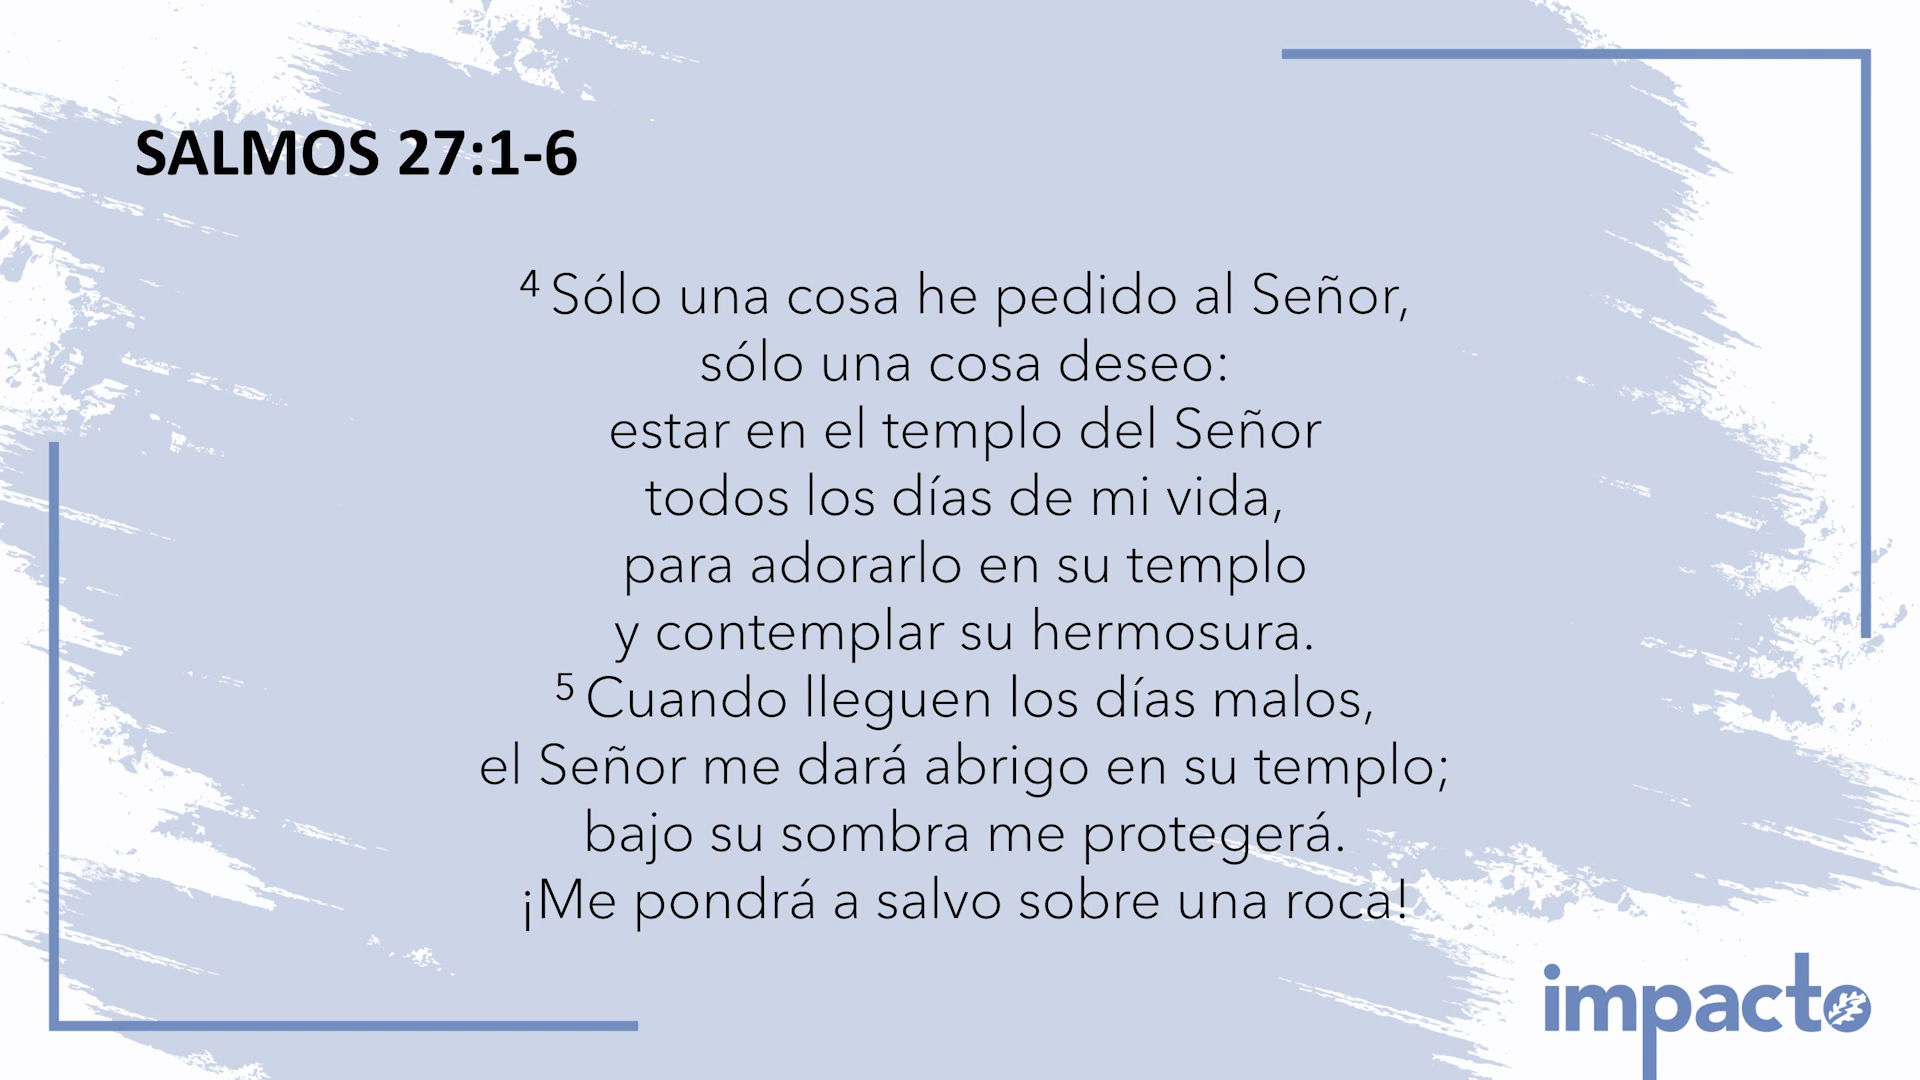 SALMOS 27:1-6
4 Sólo una cosa he pedido al Señor,
sólo una cosa deseo:
estar en el templo del Señor
todos los días de mi vida,
para adorarlo en su templo
y contemplar su hermosura.
5 Cuando lleguen los días malos,
el Señor me dará abrigo en su templo;
bajo su sombra me protegerá.
¡Me pondrá a salvo sobre una roca!
impacto